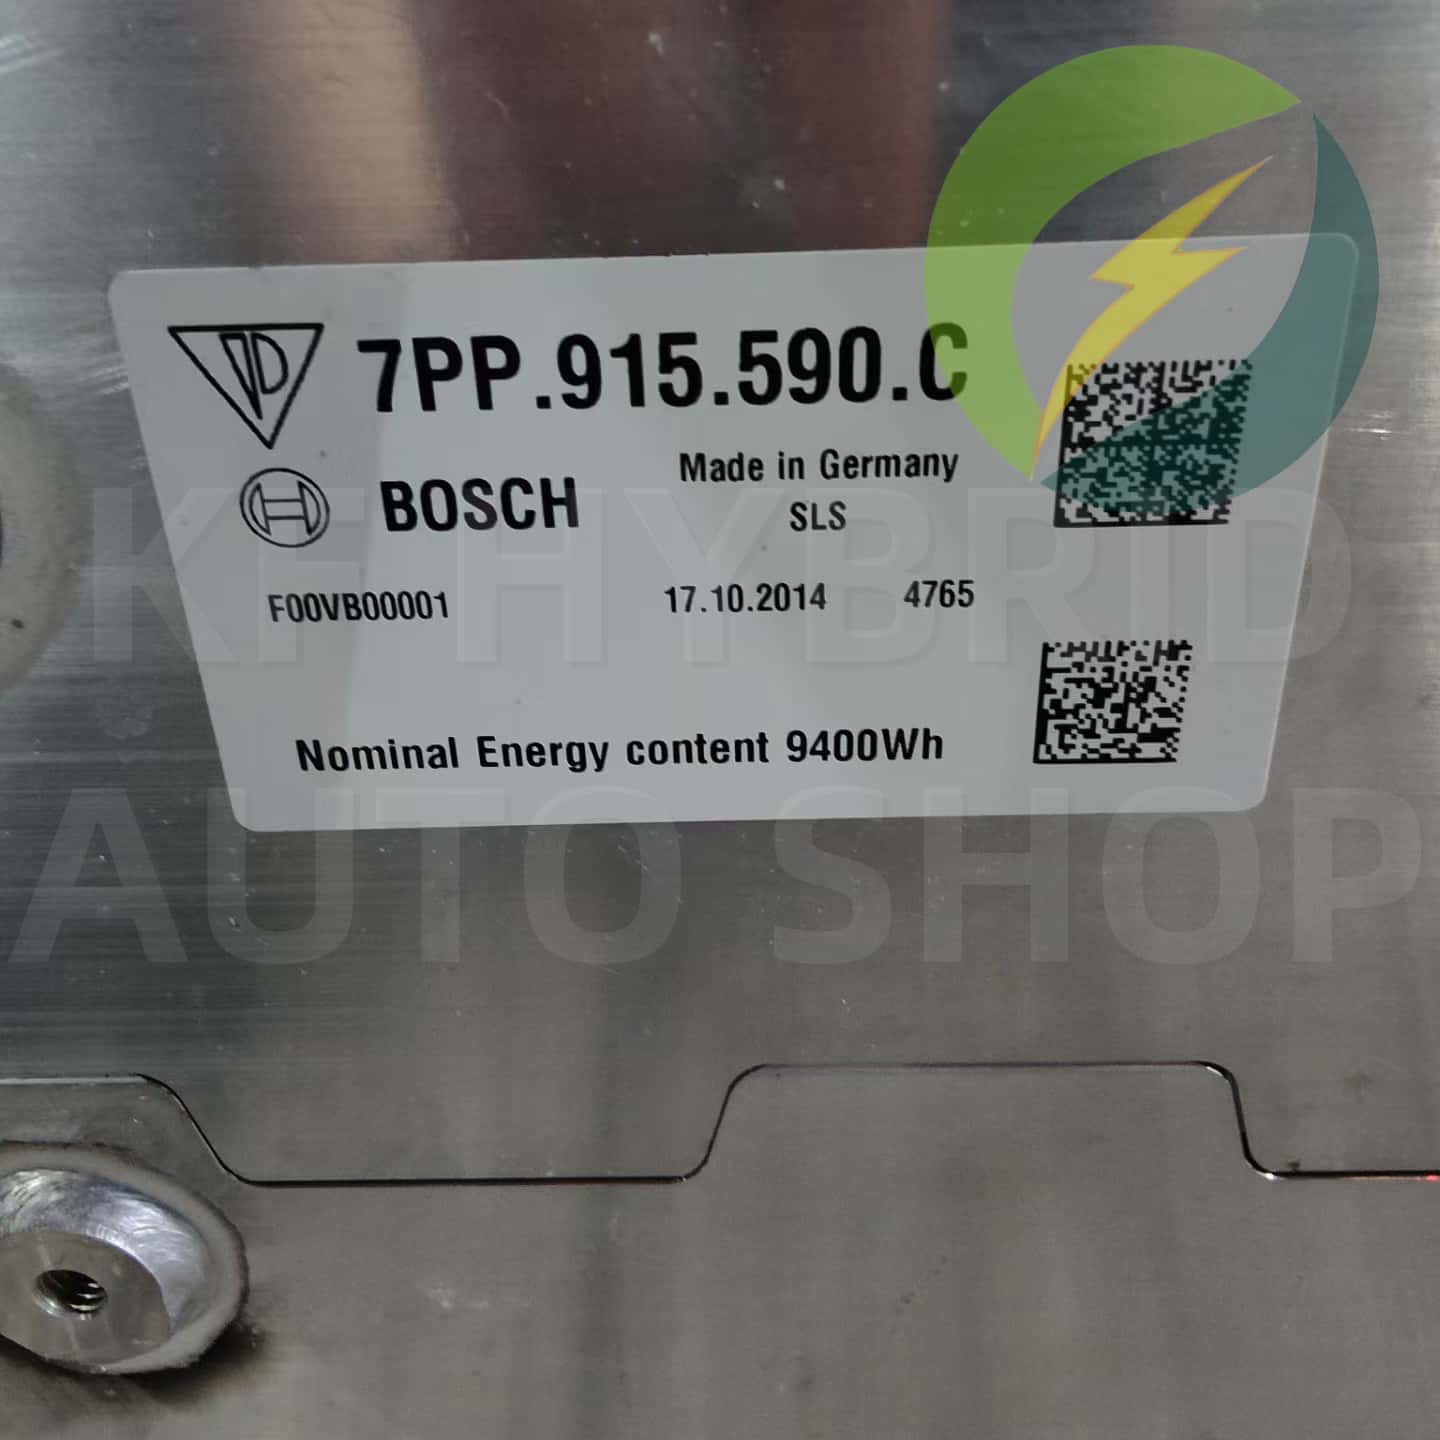 7PP.915.590.C
BOSCH
Made in Germany
SLS
F00VB00001
17.10.2014
4765
Nominal Energy content 9400Wh
KF HYBRID
AUTO SHOP